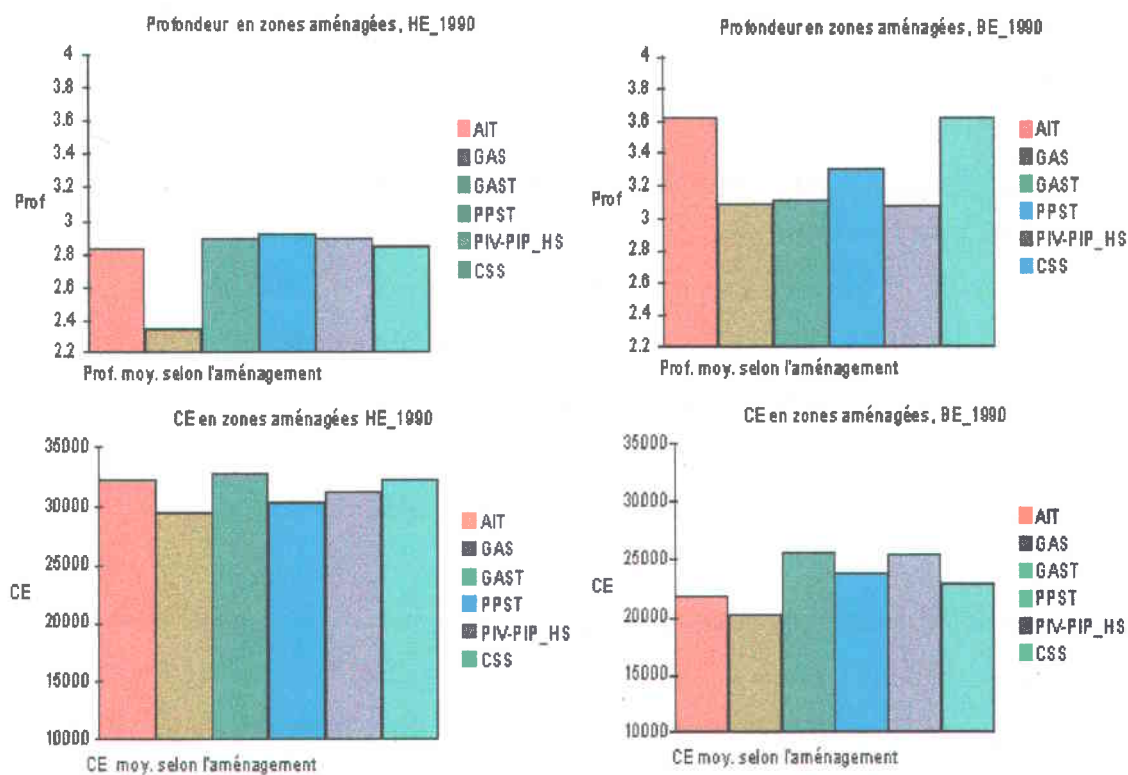 Profondeur en zones aménagées, HE_1990
4
3.8
3.6
3.4
3.2
3
2.8
2.6
2.4
2.2
Prof
AIT
GAS
GAST
PPST
PIV-PIP_HS
CSS
Prof. moy. selon l'aménagement
Profondeur en zones aménagées, BE_1990
4
3.8
3.6
3.4
3.2
3
2.8
2.6
2.4
2.2
Prof
AIT
GAS
GAST
PPST
PIV-PIP_HS
CSS
Prof. moy. selon l'aménagement
CE en zones aménagées HE_1990
35000
30000
25000
20000
15000
10000
CE
AIT
GAS
GAST
PPST
PIV-PIP_HS
CSS
CE moy. selon l'aménagement
CE en zones aménagées, BE_1990
35000
30000
25000
20000
15000
10000
CE
AIT
GAS
GAST
PPST
PIV-PIP_HS
CSS
CE moy. selon l'aménagement